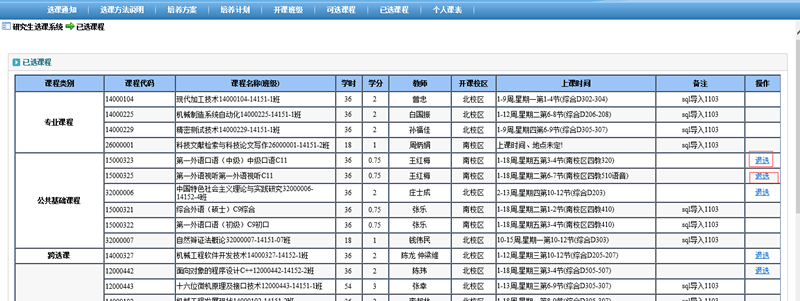 选课通知 选课方法说明 培养方案 培养计划 开课班级 可选课程 已选课程 个人课表
研究生选课系统 已选课程
已选课程
课程类别 课程代码 课程名称(班级) 学时 学分 教师 开课校区 上课时间 备注 操作
14000104 现代加工技术14000104-14151-1班 36 2 曾忠 北校区 1-9周,星期一第1-4节(综合D302-304) sql导入1103
14000225 机械制造系统自动化14000225-14151-1班 36 2 白国振 北校区 1-12周,星期二第6-8节(综合D206-208) sql导入1103
专业课程
14000229 精密测试技术14000229-14151-1班 36 2 孙福佳 北校区 1-9周,星期四第6-9节(综合D305-307) sql导入1103
26000001 科技文献检索与科技论文写作26000001-14151-2班 18 1 周炳娟 南校区 上课时间、地点未定! sql导入1103
15000323 第一外语口语（中级）中级口语C11 36 0.75 王红梅 南校区 1-18周,星期五第3-4节(南校区四教320) 退选
15000325 第一外语视听第一外语视听C11 36 0.75 王红梅 南校区 1-18周,星期二第6-7节(南校区四教510语音) 退选
公共基础课程 32000006 中国特色社会主义理论与实践研究32000006-14152-4班 36 2 庄士成 北校区 2-13周,星期四第10-12节(综合D203) 退选
15000321 综合外语（硕士）C9综合 36 0.75 张乐 南校区 1-18周,星期二第1-2节(南校区四教410) sql导入1103
15000322 第一外语口语（初级）C9初口 36 0.75 张乐 南校区 1-18周,星期五第3-4节(南校区四教410) sql导入1103
32000007 自然辩证法概论32000007-14151-07班 18 1 钱伟民 北校区 10-15周,星期一第10-12节(综合D303) sql导入1103
跨选课 14000327 机械工程软件开发技术14000327-14152-1班 36 2 陈龙 仲梁维 北校区 1-12周,星期三第10-12节(综合D205-207) 退选
12000442 面向对象的程序设计C++12000442-14152-2班 36 2 陈玮 北校区 1-18周,星期三第3-4节(综合D505-507) 退选
12000443 十六位微机原理及接口技术12000443-14151-1班 54 3 张幸 北校区 1-18周,星期一第5-7节(综合D305-307) sql导入1103